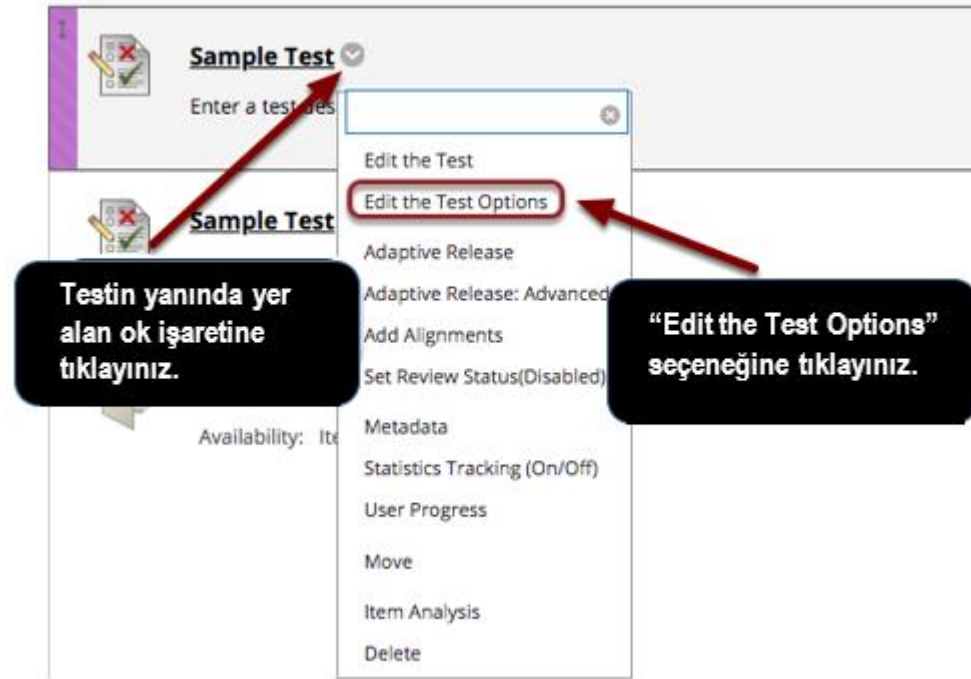 Sample Test
Enter a test des
Edit the Test
Edit the Test Options
Sample Test
Adaptive Release
Adaptive Release: Advanced
Add Alignments
Set Review Status(Disabled)
Testin yanında yer
alan ok işaretine
tıklayınız.
“Edit the Test Options”
seçeneğine tıklayınız.
Availability: Ite
Metadata
Statistics Tracking (On/Off)
User Progress
Move
Item Analysis
Delete